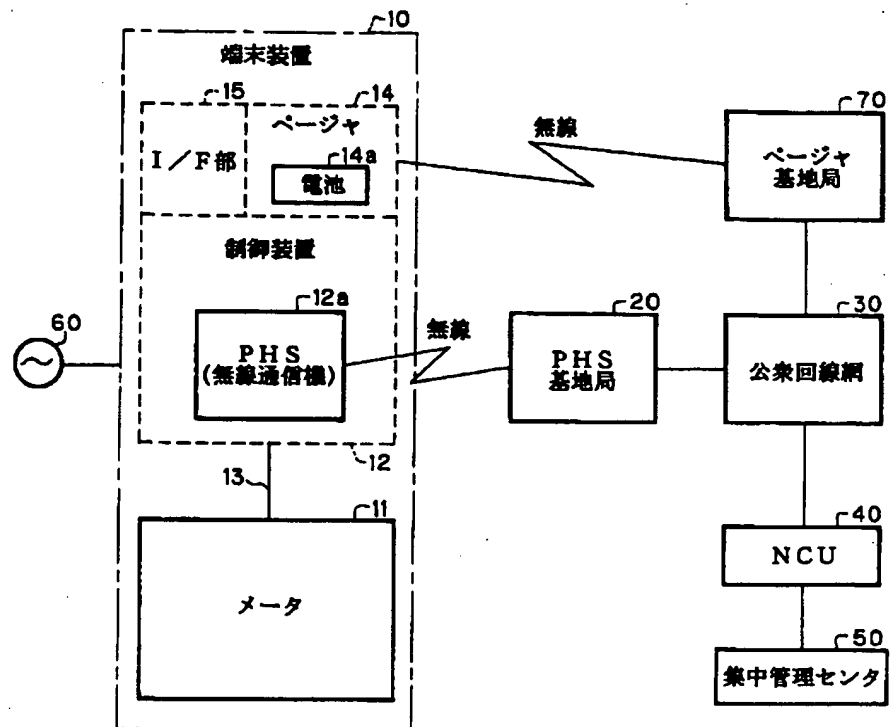 10
端末装置
15
14
ページャ
I/F部
14a
電池
無線
70
ページャ
基地局
制御装置
12a
PHS
(無線通信機)
無線
20
PHS
基地局
30
公衆回線網
60
12
13
11
メータ
40
NCU
50
集中管理センタ